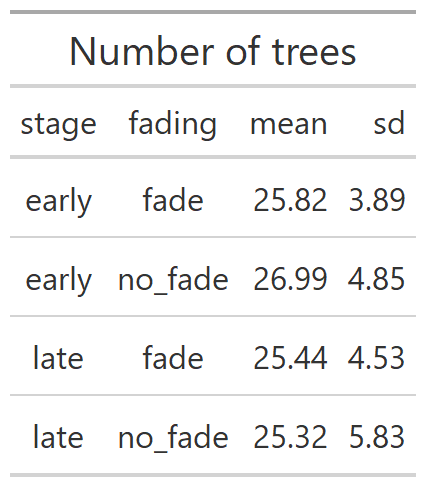 Number of trees
stage fading mean sd
early fade 25.82 3.89
early no_fade 26.99 4.85
late fade 25.44 4.53
late no_fade 25.32 5.83